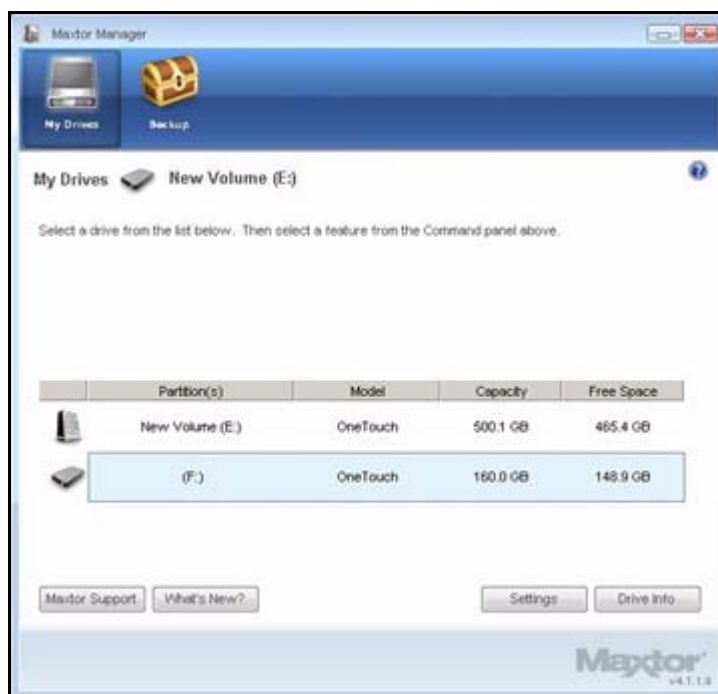 Maxtor Manager
My Drives
Backup
My Drives New Volume (E:)
Select a drive from the list below. Then select a feature from the Command panel above.
Partition(s) Model Capacity Free Space
New Volume (E:) OneTouch 500.1 GB 465.4 GB
(F:) OneTouch 160.0 GB 148.9 GB
Maxtor Support What's New? Settings Drive Info
Maxtor